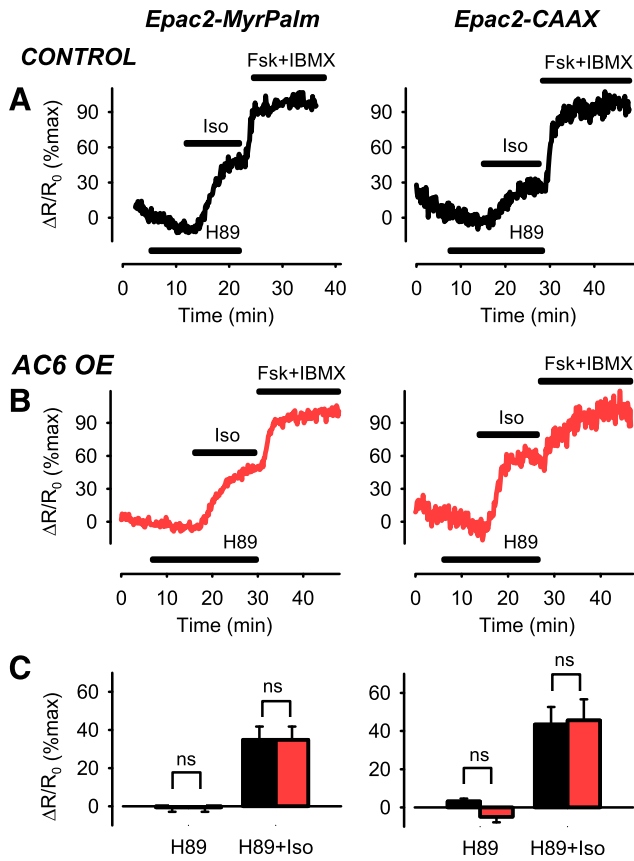 Epac2-MyrPalm
Epac2-CAAX
CONTROL
A
Fsk+IBMX
Iso
H89
ΔR/R0 (%max)
90
60
30
0
0 10 20 30 40
Time (min)
Fsk+IBMX
Iso
H89
90
60
30
0
0 20 40
Time (min)
AC6 OE
B
Fsk+IBMX
Iso
H89
ΔR/R0 (%max)
90
60
30
0
0 10 20 30 40
Time (min)
Fsk+IBMX
Iso
H89
90
60
30
0
0 20 40
Time (min)
C
ΔR/R0 (%max)
60
40
20
0
ns
ns
H89 H89+Iso
60
40
20
0
ns
ns
H89 H89+Iso